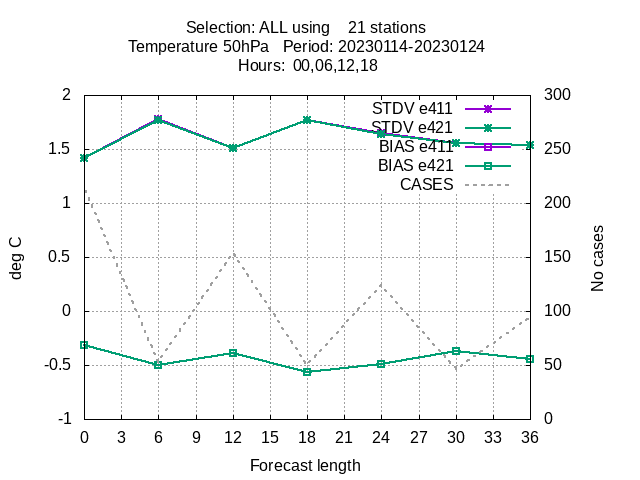 Selection: ALL using    21 stations
Temperature 50hPa   Period: 20230114-20230124
Hours:  00,06,12,18
2
1.5
1
0.5
0
-0.5
-1
300
250
200
150
100
50
0
deg C
No cases
STDV e411
STDV e421
BIAS e411
BIAS e421
CASES
0 3 6 9 12 15 18 21 24 27 30 33 36
Forecast length